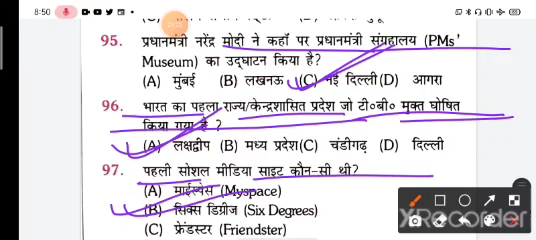 8:50
95. प्रधानमंत्री नरेंद्र मोदी ने कहाँ पर प्रधानमंत्री संग्रहालय (PMs'
Museum) का उद्घाटन किया है?
(A) मुंबई (B) लखनऊ (C) नई दिल्ली (D) आगरा
96. भारत का पहला राज्य/केन्द्रशासित प्रदेश जो टी०बी० मुक्त घोषित
किया गया है ?
(A) लक्षद्वीप (B) मध्य प्रदेश (C) चंडीगढ़ (D) दिल्ली
97. पहली सोशल मीडिया साइट कौन-सी थी?
(A) माईस्पेस (Myspace)
(B) सिक्स डिग्रीज (Six Degrees)
(C) फ्रेंडस्टर (Friendster)